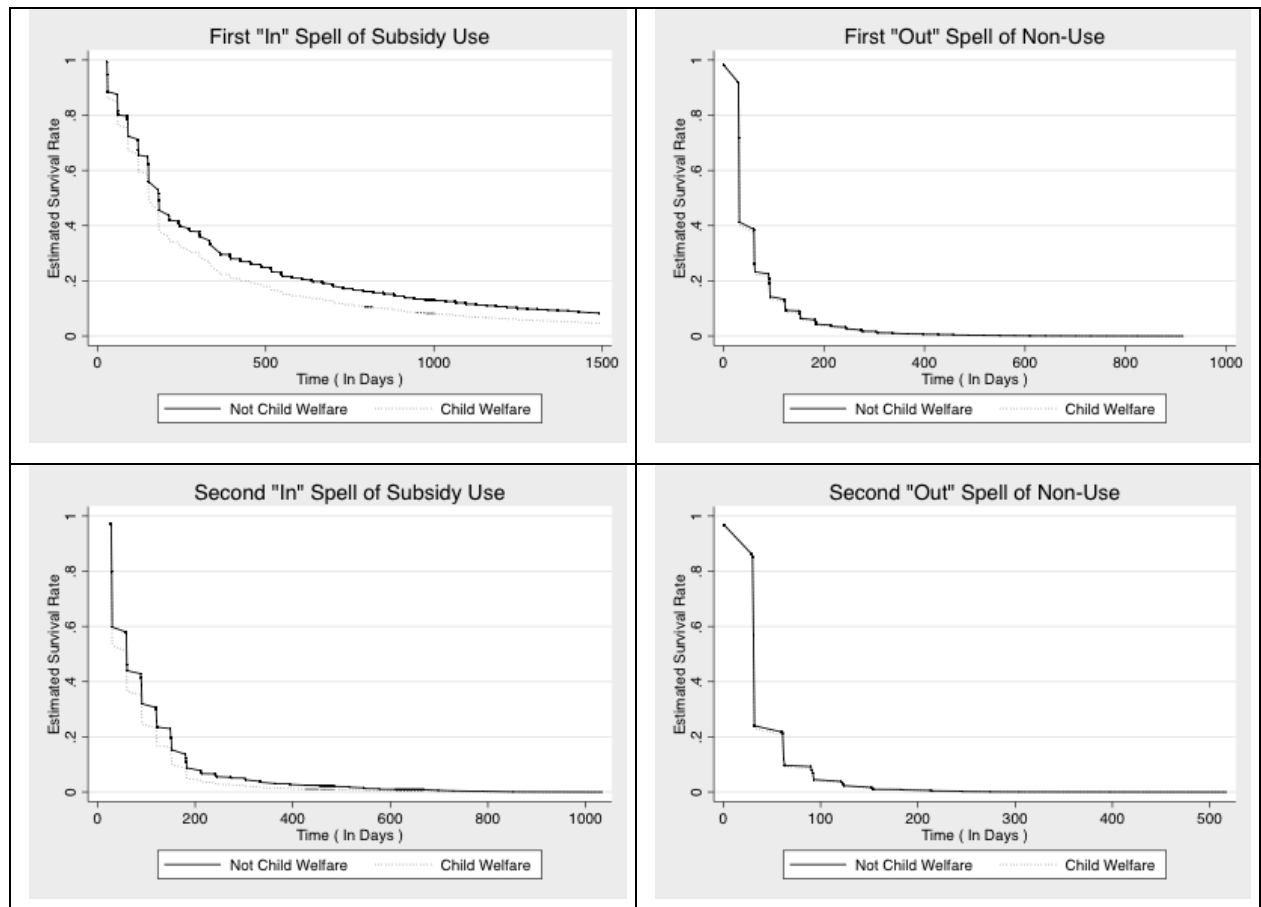 First "In" Spell of Subsidy Use
Estimated Survival Rate
1
.8
.6
.4
.2
0
0 500 1000 1500
Time ( In Days )
Not Child Welfare Child Welfare
First "Out" Spell of Non-Use
Estimated Survival Rate
1
.8
.6
.4
.2
0
0 200 400 600 800 1000
Time ( In Days )
Not Child Welfare Child Welfare
Second "In" Spell of Subsidy Use
Estimated Survival Rate
1
.8
.6
.4
.2
0
0 200 400 600 800 1000
Time ( In Days )
Not Child Welfare Child Welfare
Second "Out" Spell of Non-Use
Estimated Survival Rate
1
.8
.6
.4
.2
0
0 100 200 300 400 500
Time ( In Days )
Not Child Welfare Child Welfare